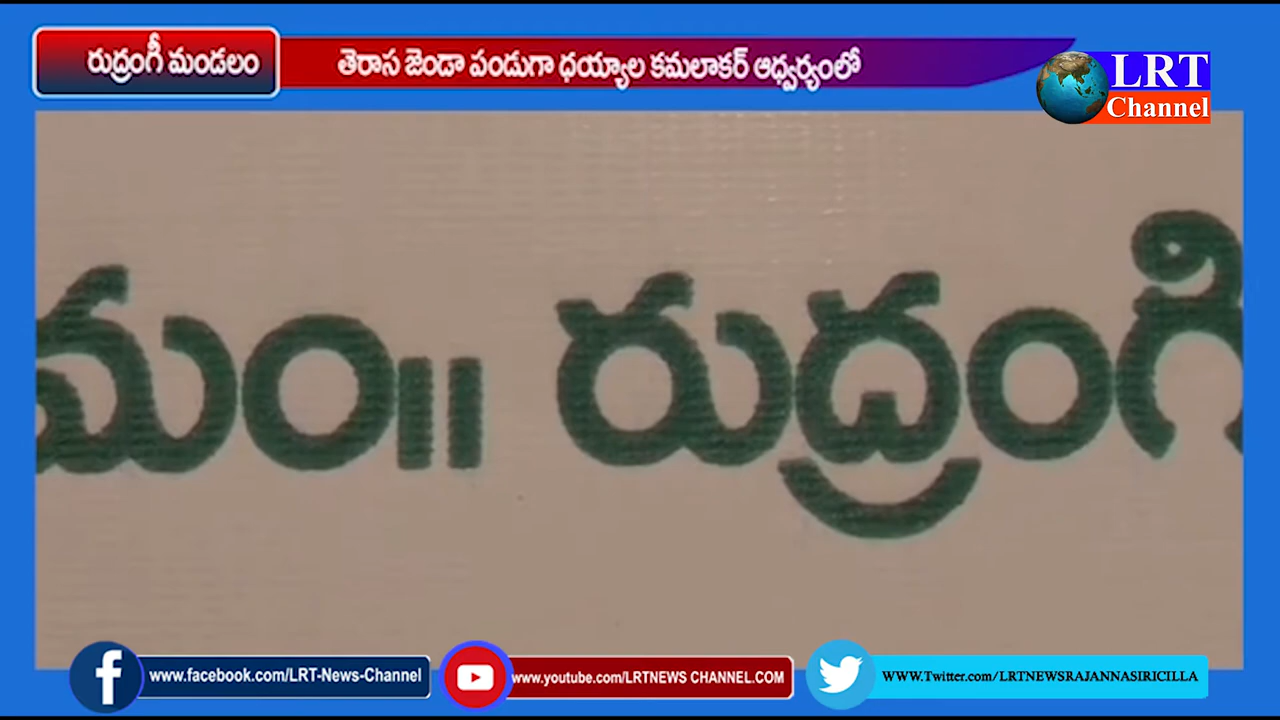 రుద్రంగీ మండలం
తెరాస జెండా పండుగా ధయ్యాల కమలాకర్ ఆధ్వర్యంలో
LRT
Channel
మం|| రుద్రంగి
www.facebook.com/LRT-News-Channel
www.youtube.com/LRTNEWS CHANNEL.COM
WWW.Twitter.com/LRTNEWSRAJANNASIRICILLA